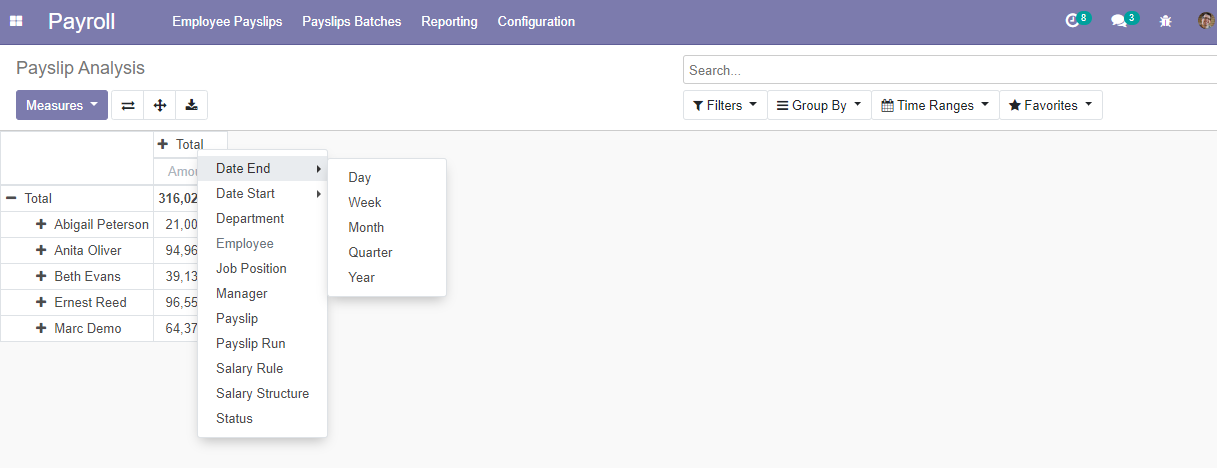 Payroll Employee Payslips Payslips Batches Reporting Configuration 8 3
Payslip Analysis
Search...
Measures
Filters Group By Time Ranges Favorites
Total
Amou
Total 316,02
Abigail Peterson 21,00
Anita Oliver 94,96
Beth Evans 39,13
Ernest Reed 96,55
Marc Demo 64,37
Date End
Date Start
Department
Employee
Job Position
Manager
Payslip
Payslip Run
Salary Rule
Salary Structure
Status
Day
Week
Month
Quarter
Year